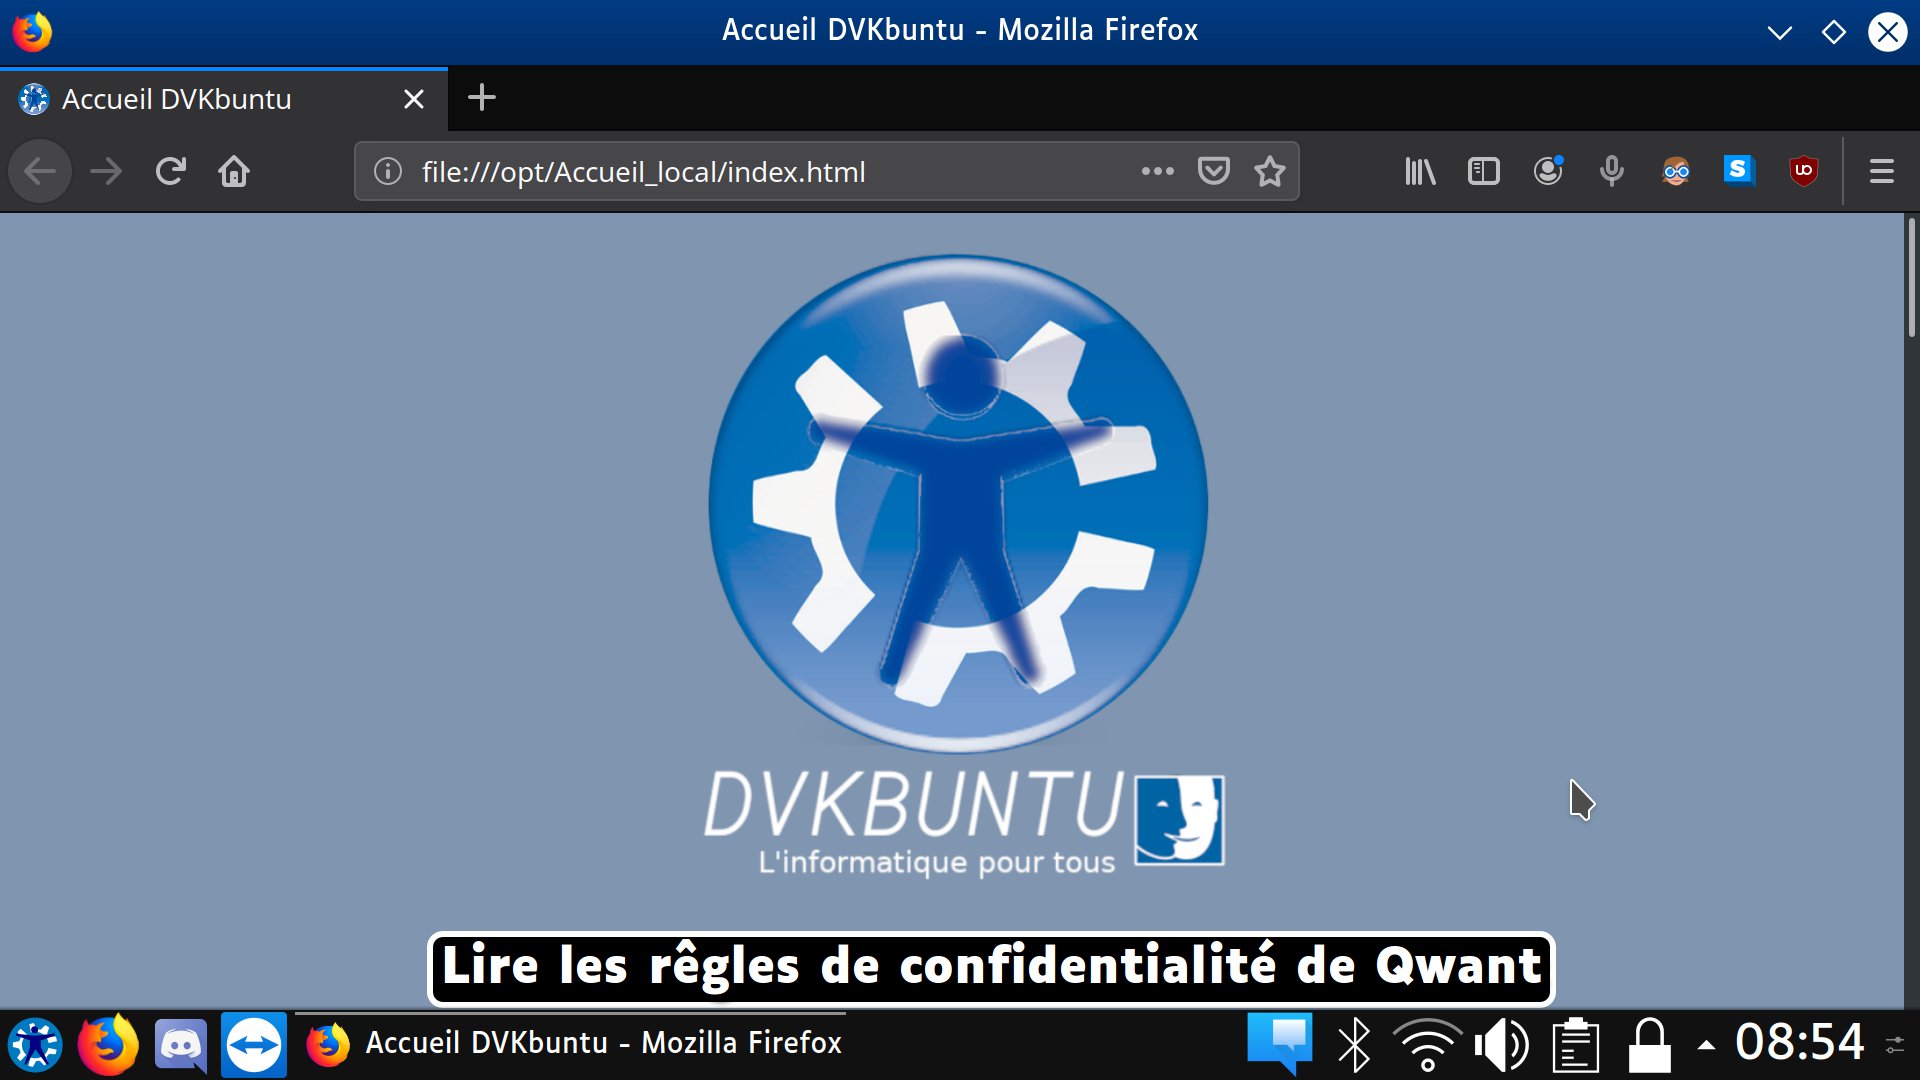 Accueil DVKbuntu - Mozilla Firefox
Accueil DVKbuntu
file:///opt/Accueil_local/index.html
S
uo
DVKBUNTU
L'informatique pour tous
Lire les rêgles de confidentialité de Qwant
Accueil DVKbuntu - Mozilla Firefox
08:54